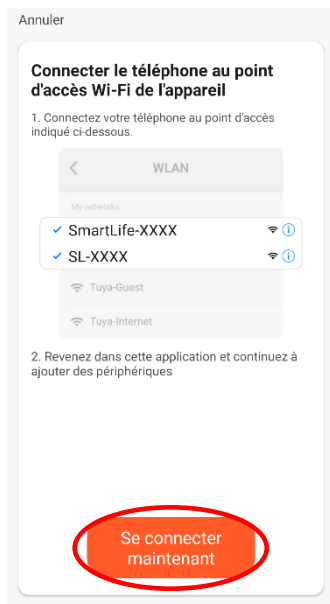 Annuler
Connecter le téléphone au point
d'accès Wi-Fi de l'appareil
1. Connectez votre téléphone au point d'accès
indiqué ci-dessous.
WLAN
My networks
SmartLife-XXXX
SL-XXXX
Tuya-Guest
Tuya-Internet
2. Revenez dans cette application et continuez à
ajouter des périphériques
Se connecter
maintenant